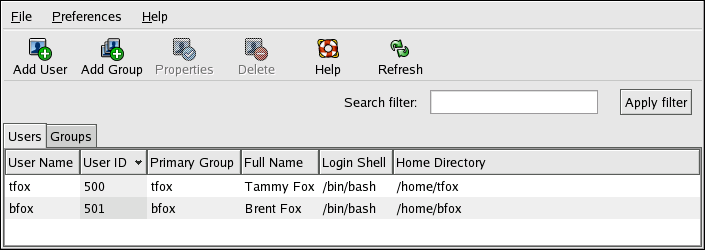 File Preferences Help
Add User Add Group Properties Delete Help Refresh
Search filter: Apply filter
Users Groups
User Name User ID Primary Group Full Name Login Shell Home Directory
tfox 500 tfox Tammy Fox /bin/bash /home/tfox
bfox 501 bfox Brent Fox /bin/bash /home/bfox